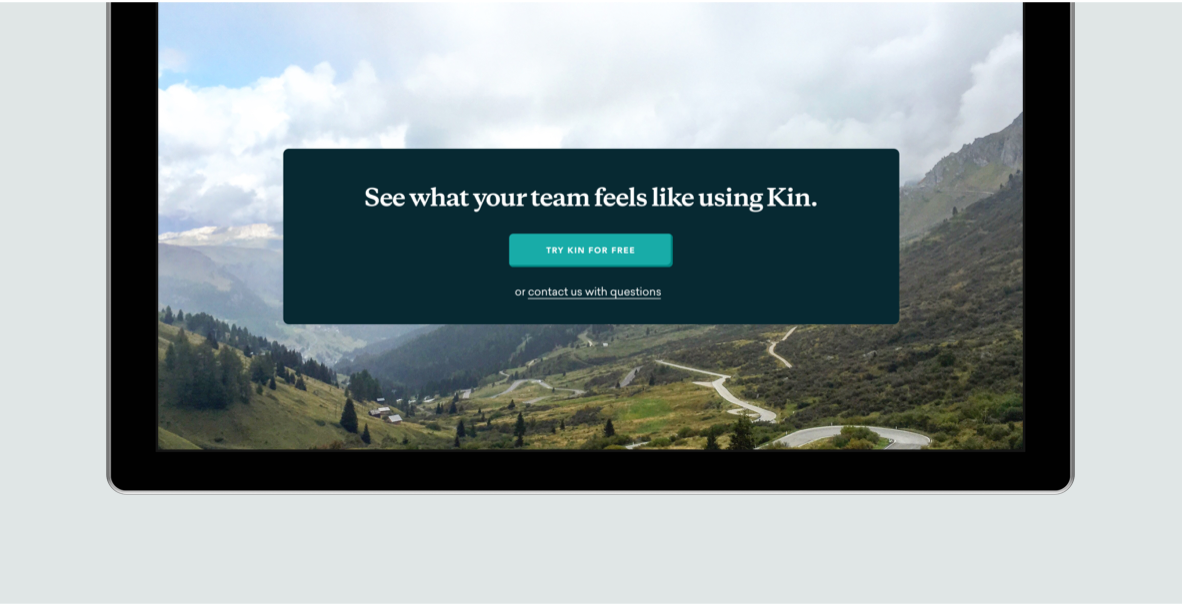 See what your team feels like using Kin.
TRY KIN FOR FREE
or contact us with questions